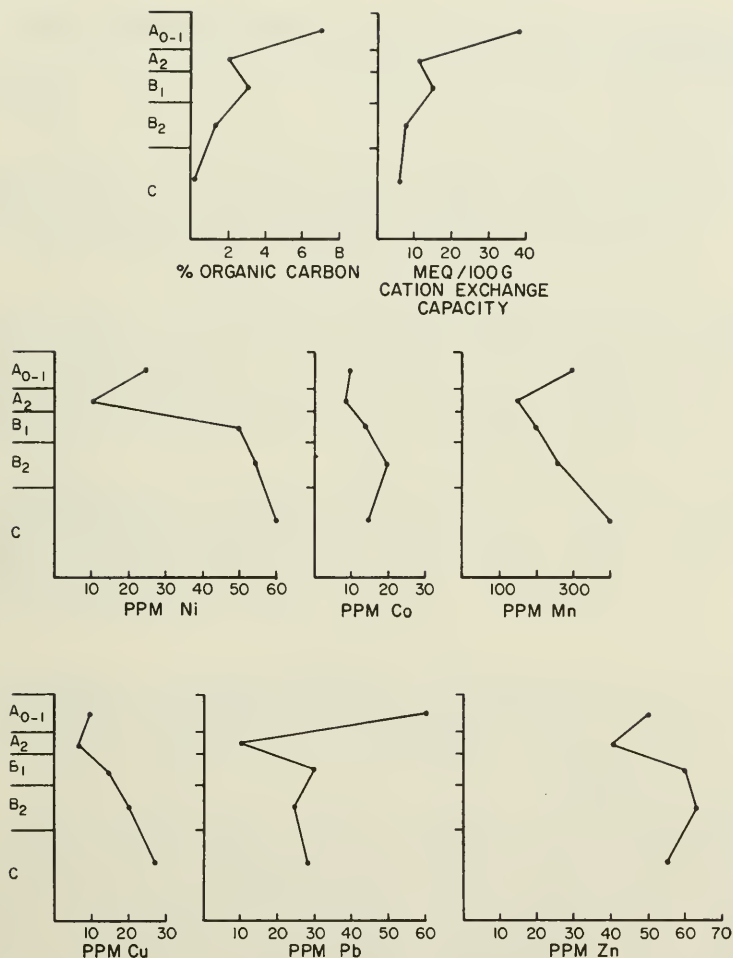 A0-1
A2
B1
B2
C
2 4 6 8
% ORGANIC CARBON
10 20 30 40
MEQ/100G
CATION EXCHANGE
CAPACITY
A0-1
A2
B1
B2
C
10 20 30 40 50 60
PPM Ni
10 20 30
PPM Co
100 300
PPM Mn
A0-1
A2
B1
B2
C
10 20 30
PPM Cu
10 20 30 40 50 60
PPM Pb
10 20 30 40 50 60 70
PPM Zn